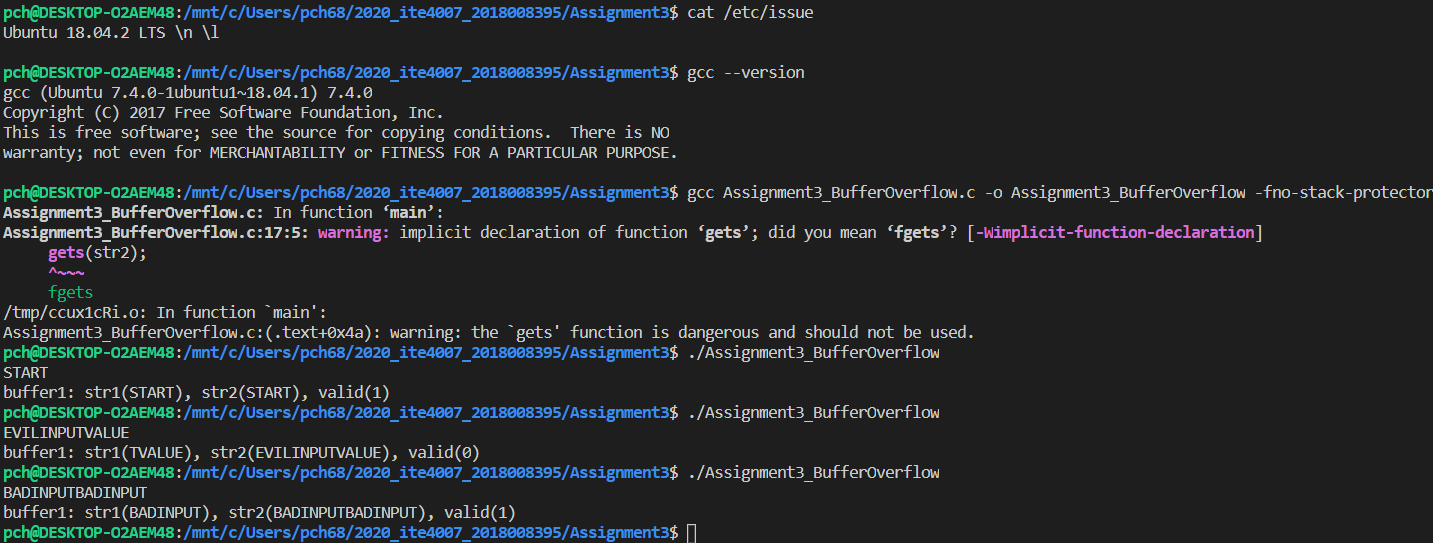 pch@DESKTOP-O2AEM48:/mnt/c/Users/pch68/2020_ite4007_2018008395/Assignment3$ cat /etc/issue
Ubuntu 18.04.2 LTS \n \l
pch@DESKTOP-O2AEM48:/mnt/c/Users/pch68/2020_ite4007_2018008395/Assignment3$ gcc --version
gcc (Ubuntu 7.4.0-1ubuntu1~18.04.1) 7.4.0
Copyright (C) 2017 Free Software Foundation, Inc.
This is free software; see the source for copying conditions.  There is NO
warranty; not even for MERCHANTABILITY or FITNESS FOR A PARTICULAR PURPOSE.
pch@DESKTOP-O2AEM48:/mnt/c/Users/pch68/2020_ite4007_2018008395/Assignment3$ gcc Assignment3_BufferOverflow.c -o Assignment3_BufferOverflow -fno-stack-protector
Assignment3_BufferOverflow.c: In function ‘main’:
Assignment3_BufferOverflow.c:17:5: warning: implicit declaration of function ‘gets’; did you mean ‘fgets’? [-Wimplicit-function-declaration]
     gets(str2);
     ^~~~
     fgets
/tmp/ccux1cRi.o: In function `main':
Assignment3_BufferOverflow.c:(.text+0x4a): warning: the `gets' function is dangerous and should not be used.
pch@DESKTOP-O2AEM48:/mnt/c/Users/pch68/2020_ite4007_2018008395/Assignment3$ ./Assignment3_BufferOverflow
START
buffer1: str1(START), str2(START), valid(1)
pch@DESKTOP-O2AEM48:/mnt/c/Users/pch68/2020_ite4007_2018008395/Assignment3$ ./Assignment3_BufferOverflow
EVILINPUTVALUE
buffer1: str1(TVALUE), str2(EVILINPUTVALUE), valid(0)
pch@DESKTOP-O2AEM48:/mnt/c/Users/pch68/2020_ite4007_2018008395/Assignment3$ ./Assignment3_BufferOverflow
BADINPUTBADINPUT
buffer1: str1(BADINPUT), str2(BADINPUTBADINPUT), valid(1)
pch@DESKTOP-O2AEM48:/mnt/c/Users/pch68/2020_ite4007_2018008395/Assignment3$